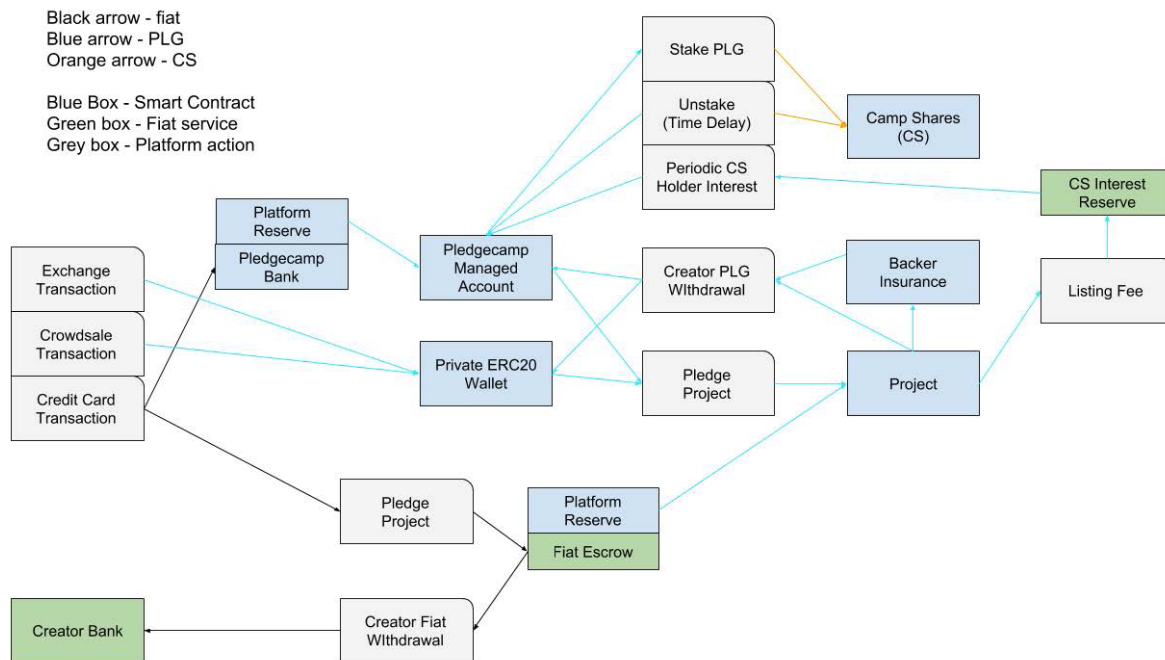 Black arrow - fiat
Blue arrow - PLG
Orange arrow - CS
Blue Box - Smart Contract
Green box - Fiat service
Grey box - Platform action
Stake PLG
Unstake
(Time Delay)
Periodic CS
Holder Interest
Camp Shares
(CS)
CS Interest
Reserve
Platform
Reserve
Pledgecamp
Bank
Pledgecamp
Managed
Account
Creator PLG
WIthdrawal
Backer
Insurance
Listing Fee
Exchange
Transaction
Crowdsale
Transaction
Credit Card
Transaction
Private ERC20
Wallet
Pledge
Project
Project
Pledge
Project
Platform
Reserve
Fiat Escrow
Creator Bank
Creator Fiat
WIthdrawal